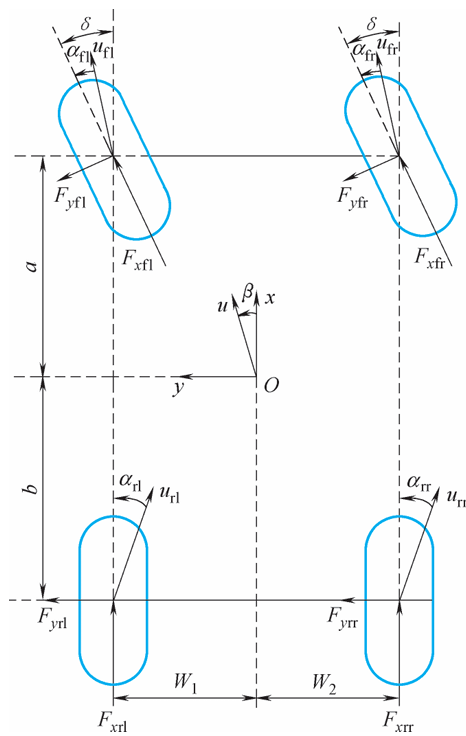 δ δ
α_fl u_fl α_fr u_fr
F_yfl F_yfr
F_xfl F_xfr
a
β x
u
y O
b
α_rl u_rl α_rr u_rr
F_yrl F_yrr
W_1 W_2
F_xrl F_xrr